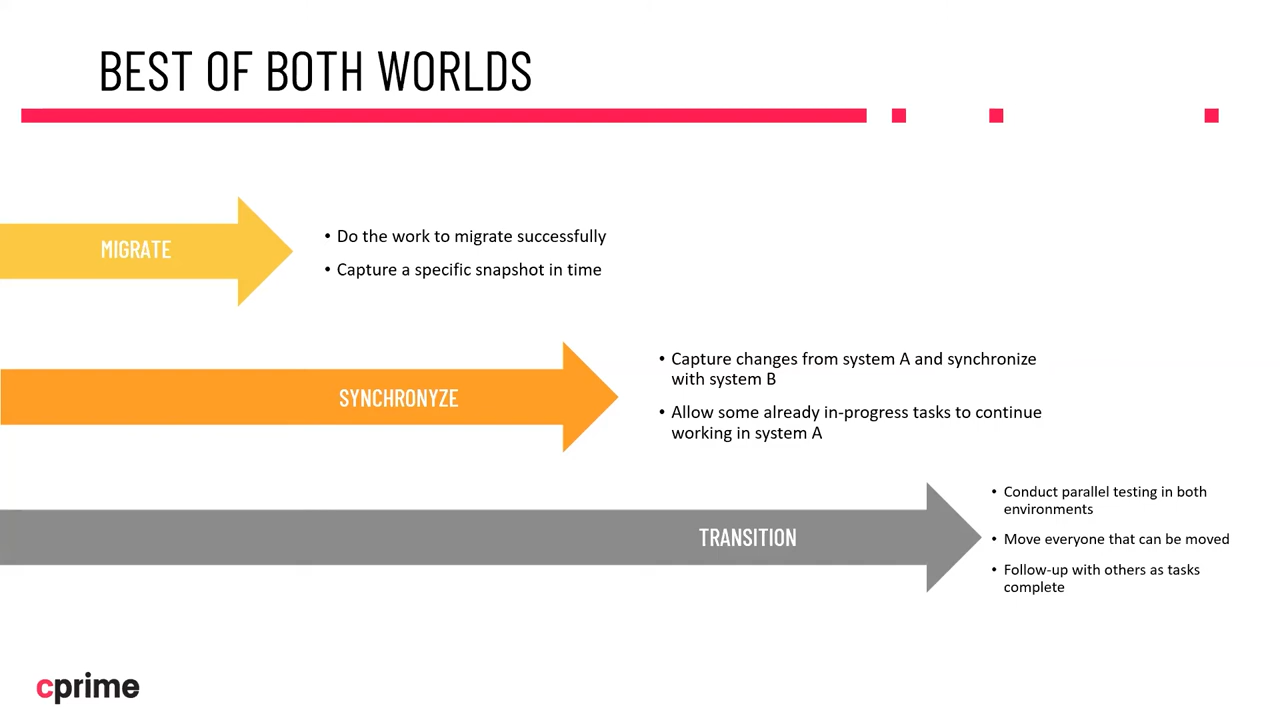 BEST OF BOTH WORLDS
MIGRATE
• Do the work to migrate successfully
• Capture a specific snapshot in time
SYNCHRONYZE
• Capture changes from system A and synchronize
with system B
• Allow some already in-progress tasks to continue
working in system A
TRANSITION
• Conduct parallel testing in both
environments
• Move everyone that can be moved
• Follow-up with others as tasks
complete
cprime